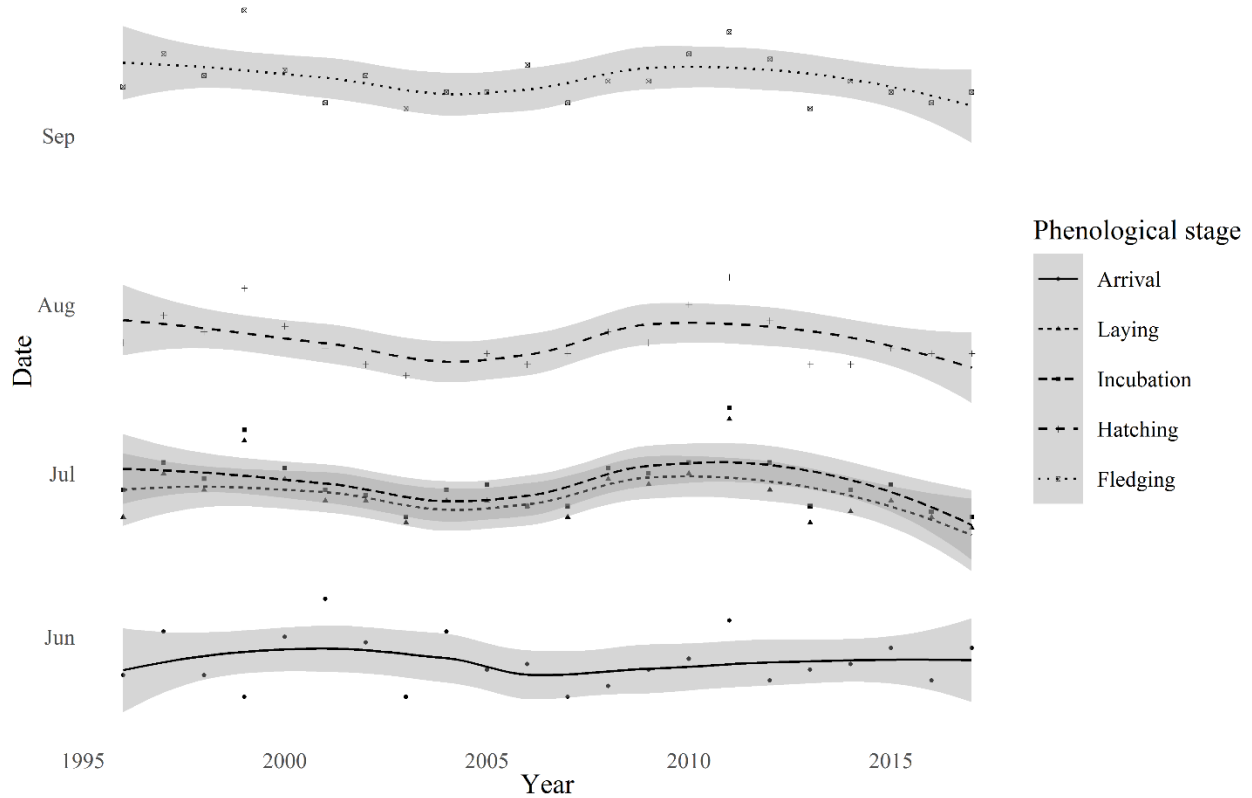 Sep
Aug
Jul
Jun
Date
1995 2000 2005 2010 2015
Year
Phenological stage
Arrival
Laying
Incubation
Hatching
Fledging